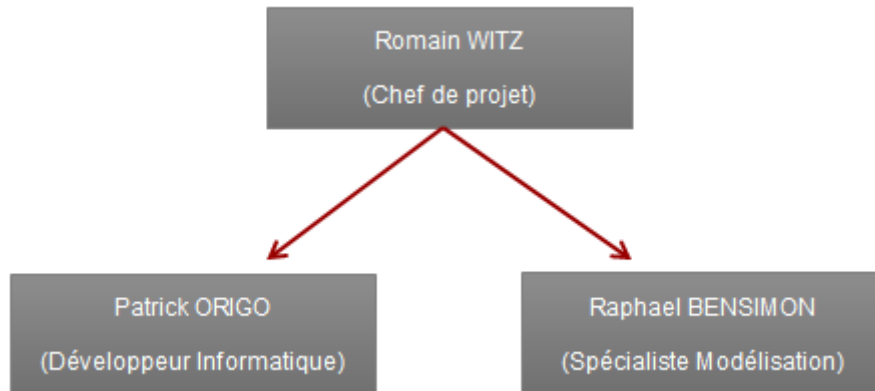 Romain WITZ
(Chef de projet)
Patrick ORIGO
(Développeur Informatique)
Raphael BENSIMON
(Spécialiste Modélisation)